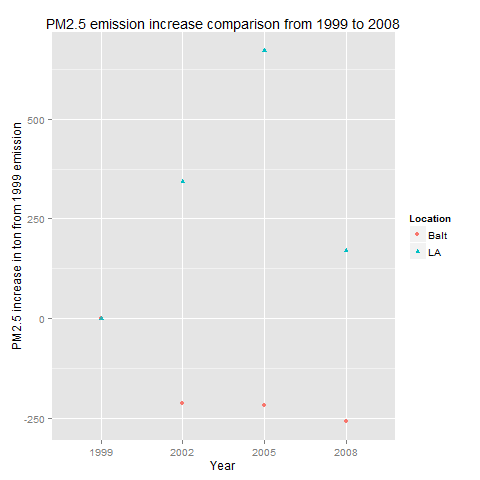 PM2.5 emission increase comparison from 1999 to 2008
PM2.5 increase in ton from 1999 emission
500
250
0
-250
1999 2002 2005 2008
Year
Location
Balt
LA